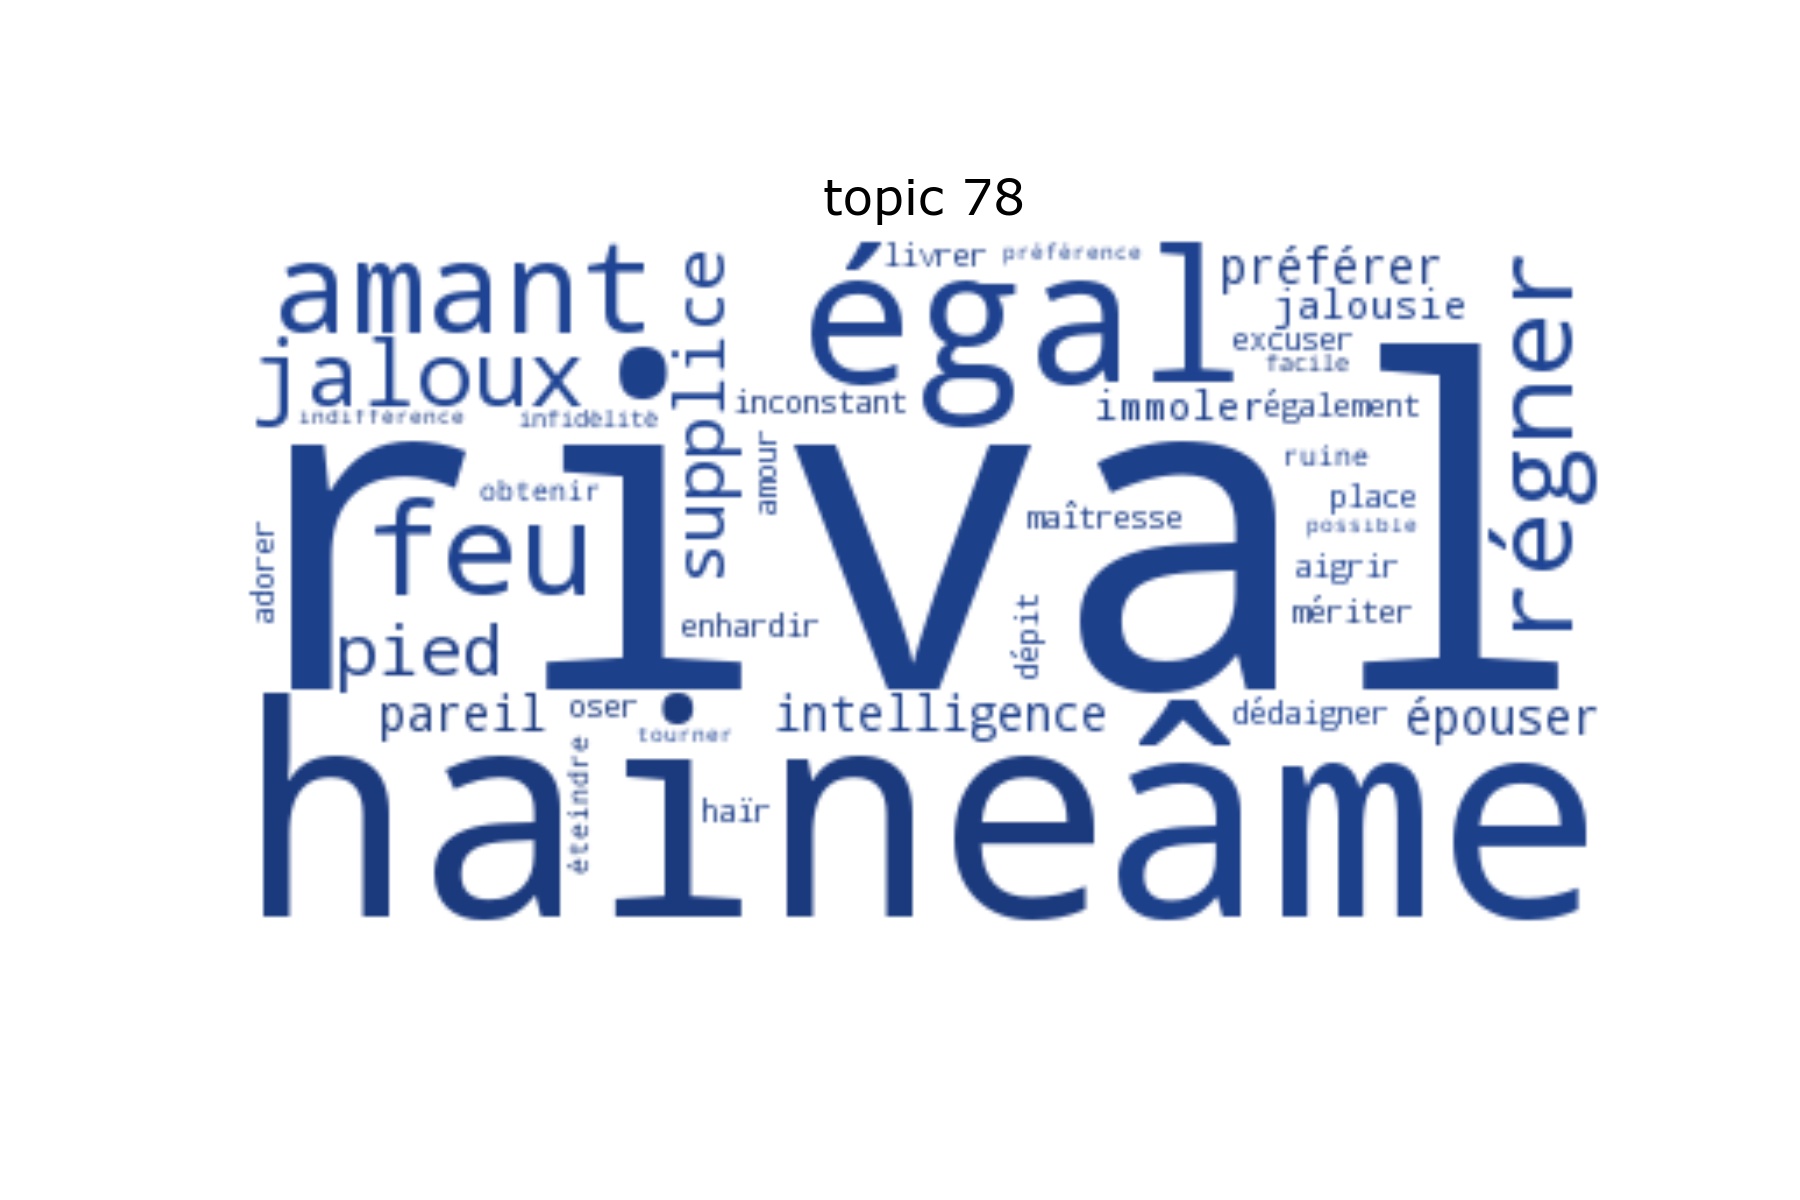 topic 78
amant
supplice
égal
livrer
préférence
préférer
jalousie
régner
jaloux
excuser
facile
indifférence
infidélité
inconstant
immoler
également
rival
feu
obtenir
amour
maîtresse
ruine
place
possible
aigrir
mériter
adorer
pied
enhardir
dépit
pareil
oser
tourner
intelligence
dédaigner
épouser
haine
éteindre
haïr
âme